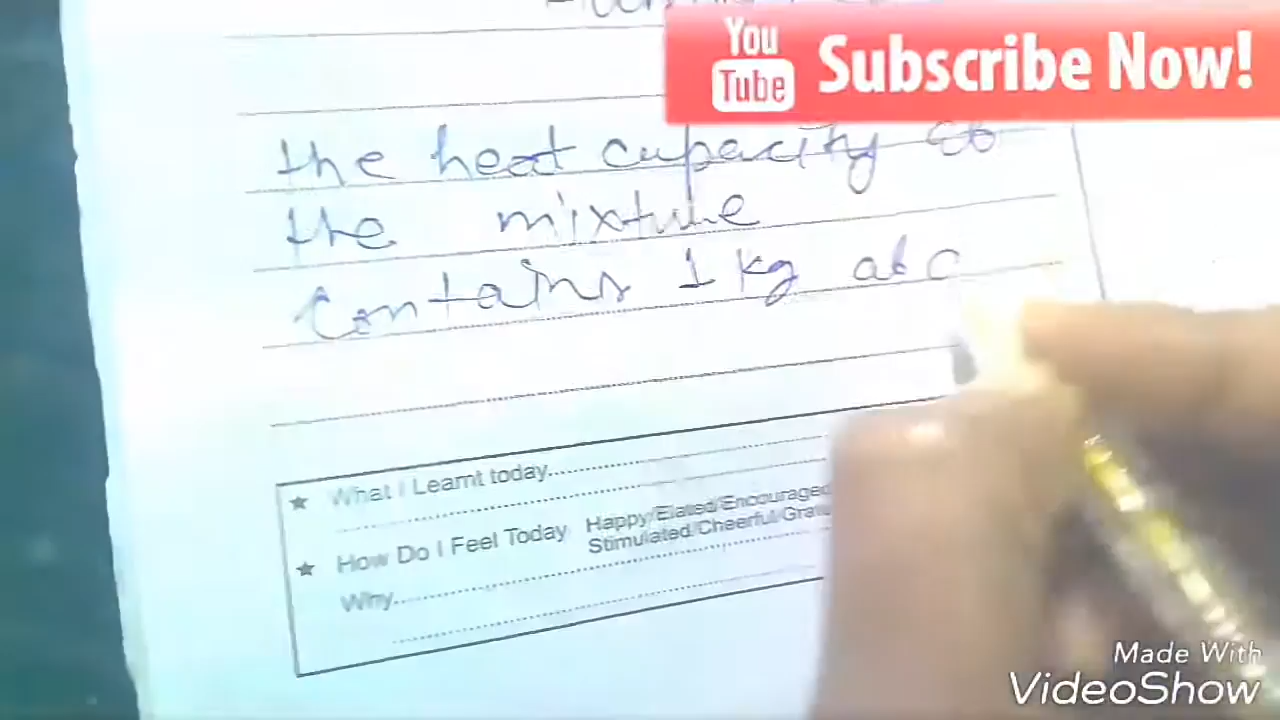 You
Tube Subscribe Now!
the heat capacity ob
the mixture
contains 1 kg
★ What I Learnt today
★ How Do I Feel Today Happy/Elated/Encouraged
Stimulated/Cheerful/
Why
Made With
VideoShow